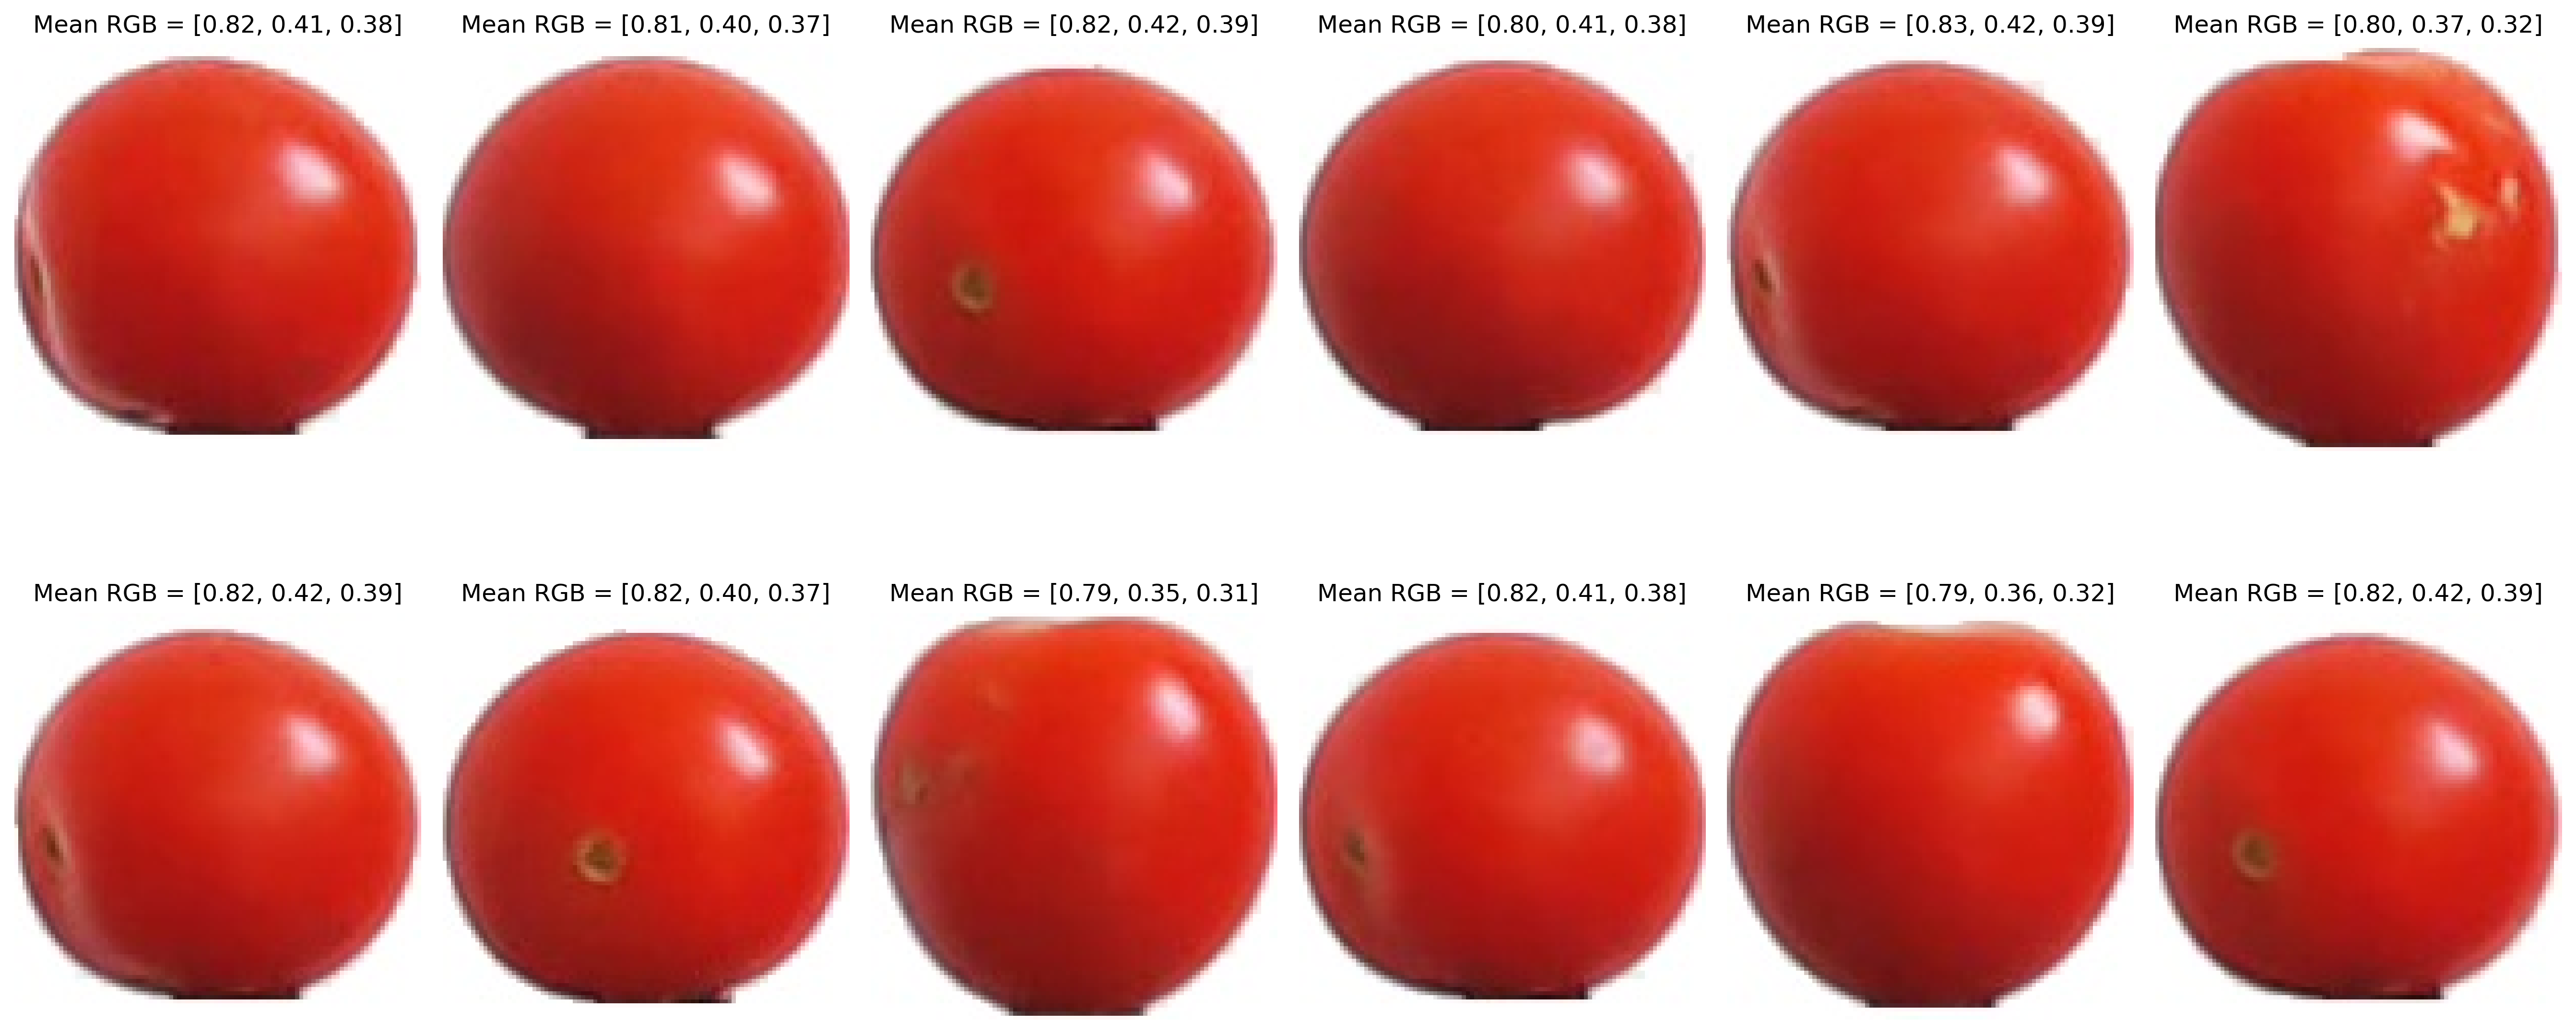 Mean RGB = [0.82, 0.41, 0.38]
Mean RGB = [0.81, 0.40, 0.37]
Mean RGB = [0.82, 0.42, 0.39]
Mean RGB = [0.80, 0.41, 0.38]
Mean RGB = [0.83, 0.42, 0.39]
Mean RGB = [0.80, 0.37, 0.32]
Mean RGB = [0.82, 0.42, 0.39]
Mean RGB = [0.82, 0.40, 0.37]
Mean RGB = [0.79, 0.35, 0.31]
Mean RGB = [0.82, 0.41, 0.38]
Mean RGB = [0.79, 0.36, 0.32]
Mean RGB = [0.82, 0.42, 0.39]